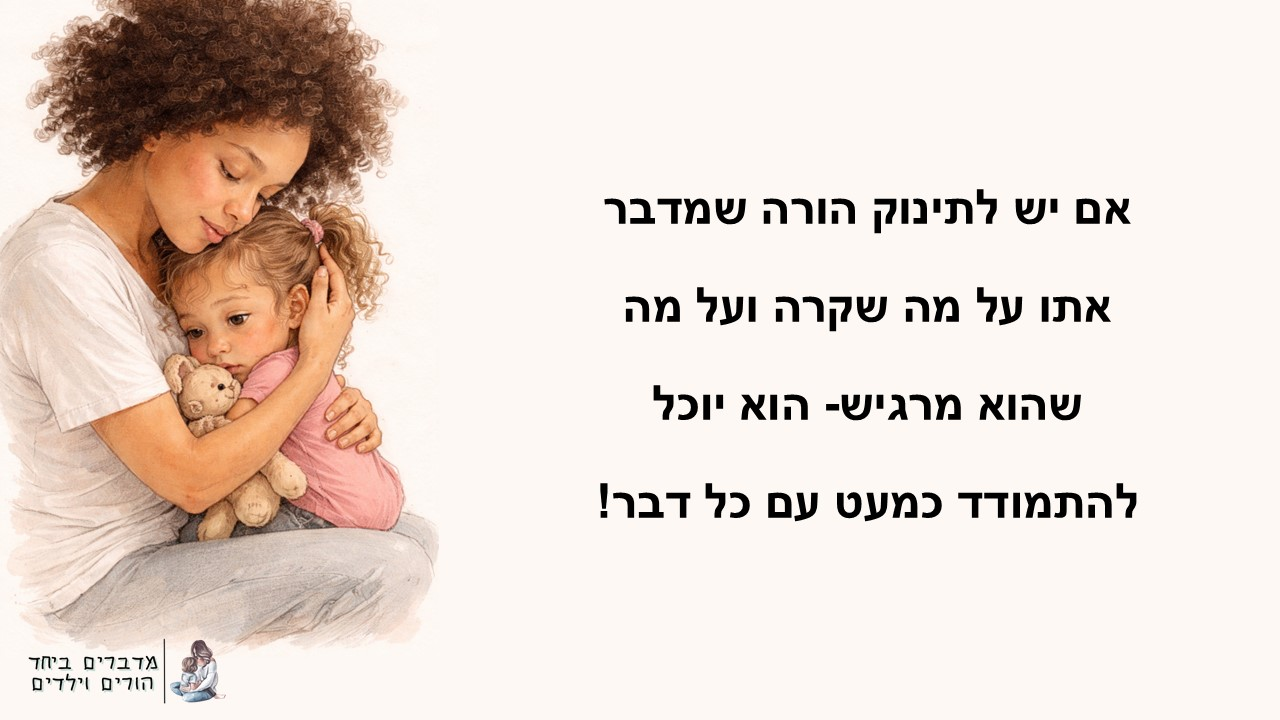 אם יש לתינוק הורה שמדבר
אתו על מה שקרה ועל מה
שהוא מרגיש- הוא יוכל
להתמודד כמעט עם כל דבר!
מדברים ביחד
הורים וילדים